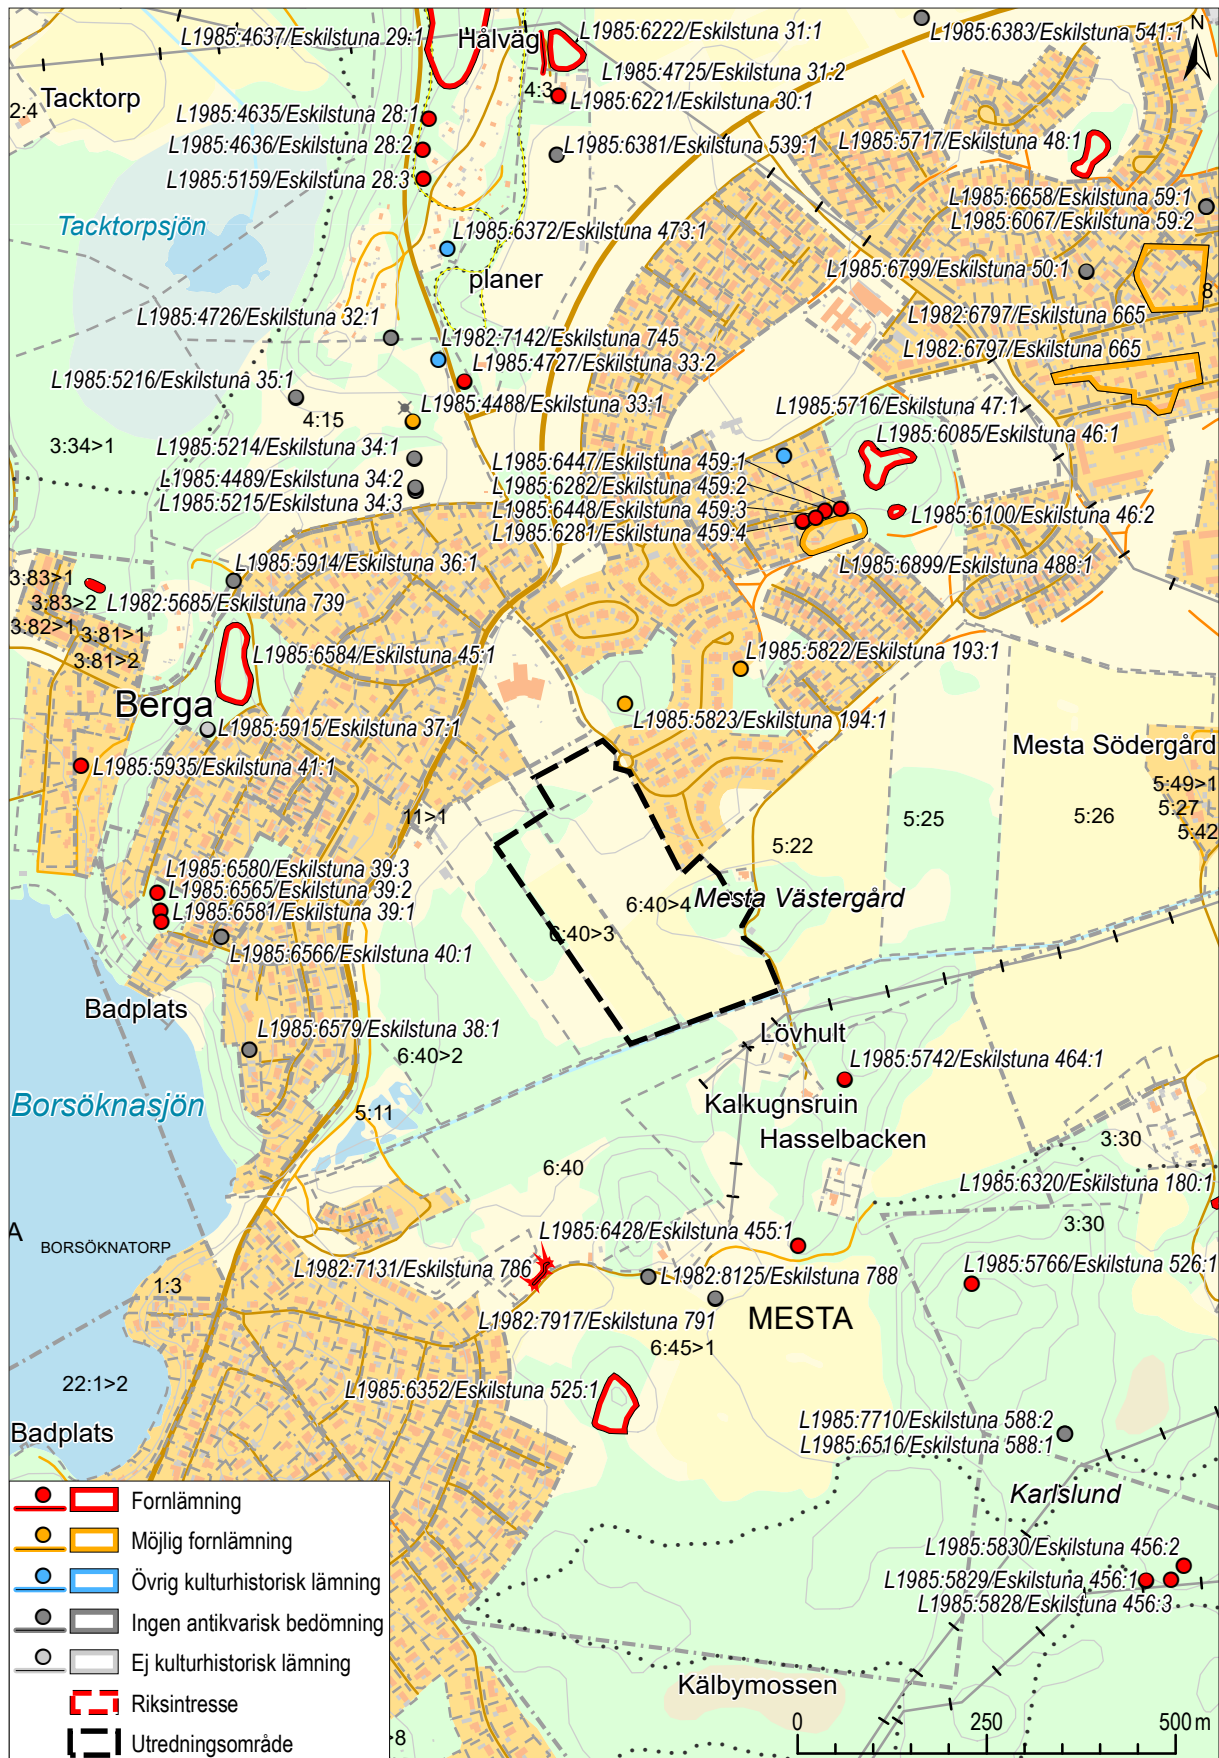 L1985:4637/Eskilstuna 29:1
Hålväg
L1985:6222/Eskilstuna 31:1
L1985:6383/Eskilstuna 541:1
N
L1985:4725/Eskilstuna 31:2
4:3
L1985:6221/Eskilstuna 30:1
Tacktorp
2:4
L1985:4635/Eskilstuna 28:1
L1985:4636/Eskilstuna 28:2
L1985:6381/Eskilstuna 539:1
L1985:5717/Eskilstuna 48:1
L1985:5159/Eskilstuna 28:3
L1985:6658/Eskilstuna 59:1
L1985:6067/Eskilstuna 59:2
Tacktorpsjön
L1985:6372/Eskilstuna 473:1
planer
L1985:6799/Eskilstuna 50:1
8
L1985:4726/Eskilstuna 32:1
L1982:6797/Eskilstuna 665
L1982:7142/Eskilstuna 745
L1982:6797/Eskilstuna 665
L1985:4727/Eskilstuna 33:2
L1985:5216/Eskilstuna 35:1
L1985:4488/Eskilstuna 33:1
L1985:5716/Eskilstuna 47:1
4:15
3:34>1
L1985:5214/Eskilstuna 34:1
L1985:6085/Eskilstuna 46:1
L1985:6447/Eskilstuna 459:1
L1985:4489/Eskilstuna 34:2
L1985:6282/Eskilstuna 459:2
L1985:5215/Eskilstuna 34:3
L1985:6448/Eskilstuna 459:3
L1985:6100/Eskilstuna 46:2
L1985:6281/Eskilstuna 459:4
L1985:5914/Eskilstuna 36:1
L1985:6899/Eskilstuna 488:1
3:83>1
3:83>2
L1982:5685/Eskilstuna 739
3:82>1
3:81>1
3:81>2
L1985:6584/Eskilstuna 45:1
L1985:5822/Eskilstuna 193:1
Berga
L1985:5823/Eskilstuna 194:1
L1985:5915/Eskilstuna 37:1
Mesta Södergård
L1985:5935/Eskilstuna 41:1
5:49>1
5:27
5:26
5:42
11>1
5:25
5:22
L1985:6580/Eskilstuna 39:3
L1985:6565/Eskilstuna 39:2
L1985:6581/Eskilstuna 39:1
6:40>4
Mesta Västergård
6:40>3
L1985:6566/Eskilstuna 40:1
Badplats
L1985:6579/Eskilstuna 38:1
6:40>2
Lövhult
L1985:5742/Eskilstuna 464:1
Borsöknasjön
5:11
Kalkugnsruin
Hasselbacken
3:30
6:40
L1985:6320/Eskilstuna 180:1
3:30
A
BORSÖKNATORP
L1985:6428/Eskilstuna 455:1
L1982:7131/Eskilstuna 786
L1982:8125/Eskilstuna 788
L1985:5766/Eskilstuna 526:1
1:3
L1982:7917/Eskilstuna 791
MESTA
6:45>1
22:1>2
L1985:6352/Eskilstuna 525:1
Badplats
L1985:7710/Eskilstuna 588:2
L1985:6516/Eskilstuna 588:1
Karlslund
L1985:5830/Eskilstuna 456:2
L1985:5829/Eskilstuna 456:1
L1985:5828/Eskilstuna 456:3
Kälbymossen
>8
Fornlämning
Möjlig fornlämning
Övrig kulturhistorisk lämning
Ingen antikvarisk bedömning
Ej kulturhistorisk lämning
Riksintresse
Utredningsområde
0 250 500 m